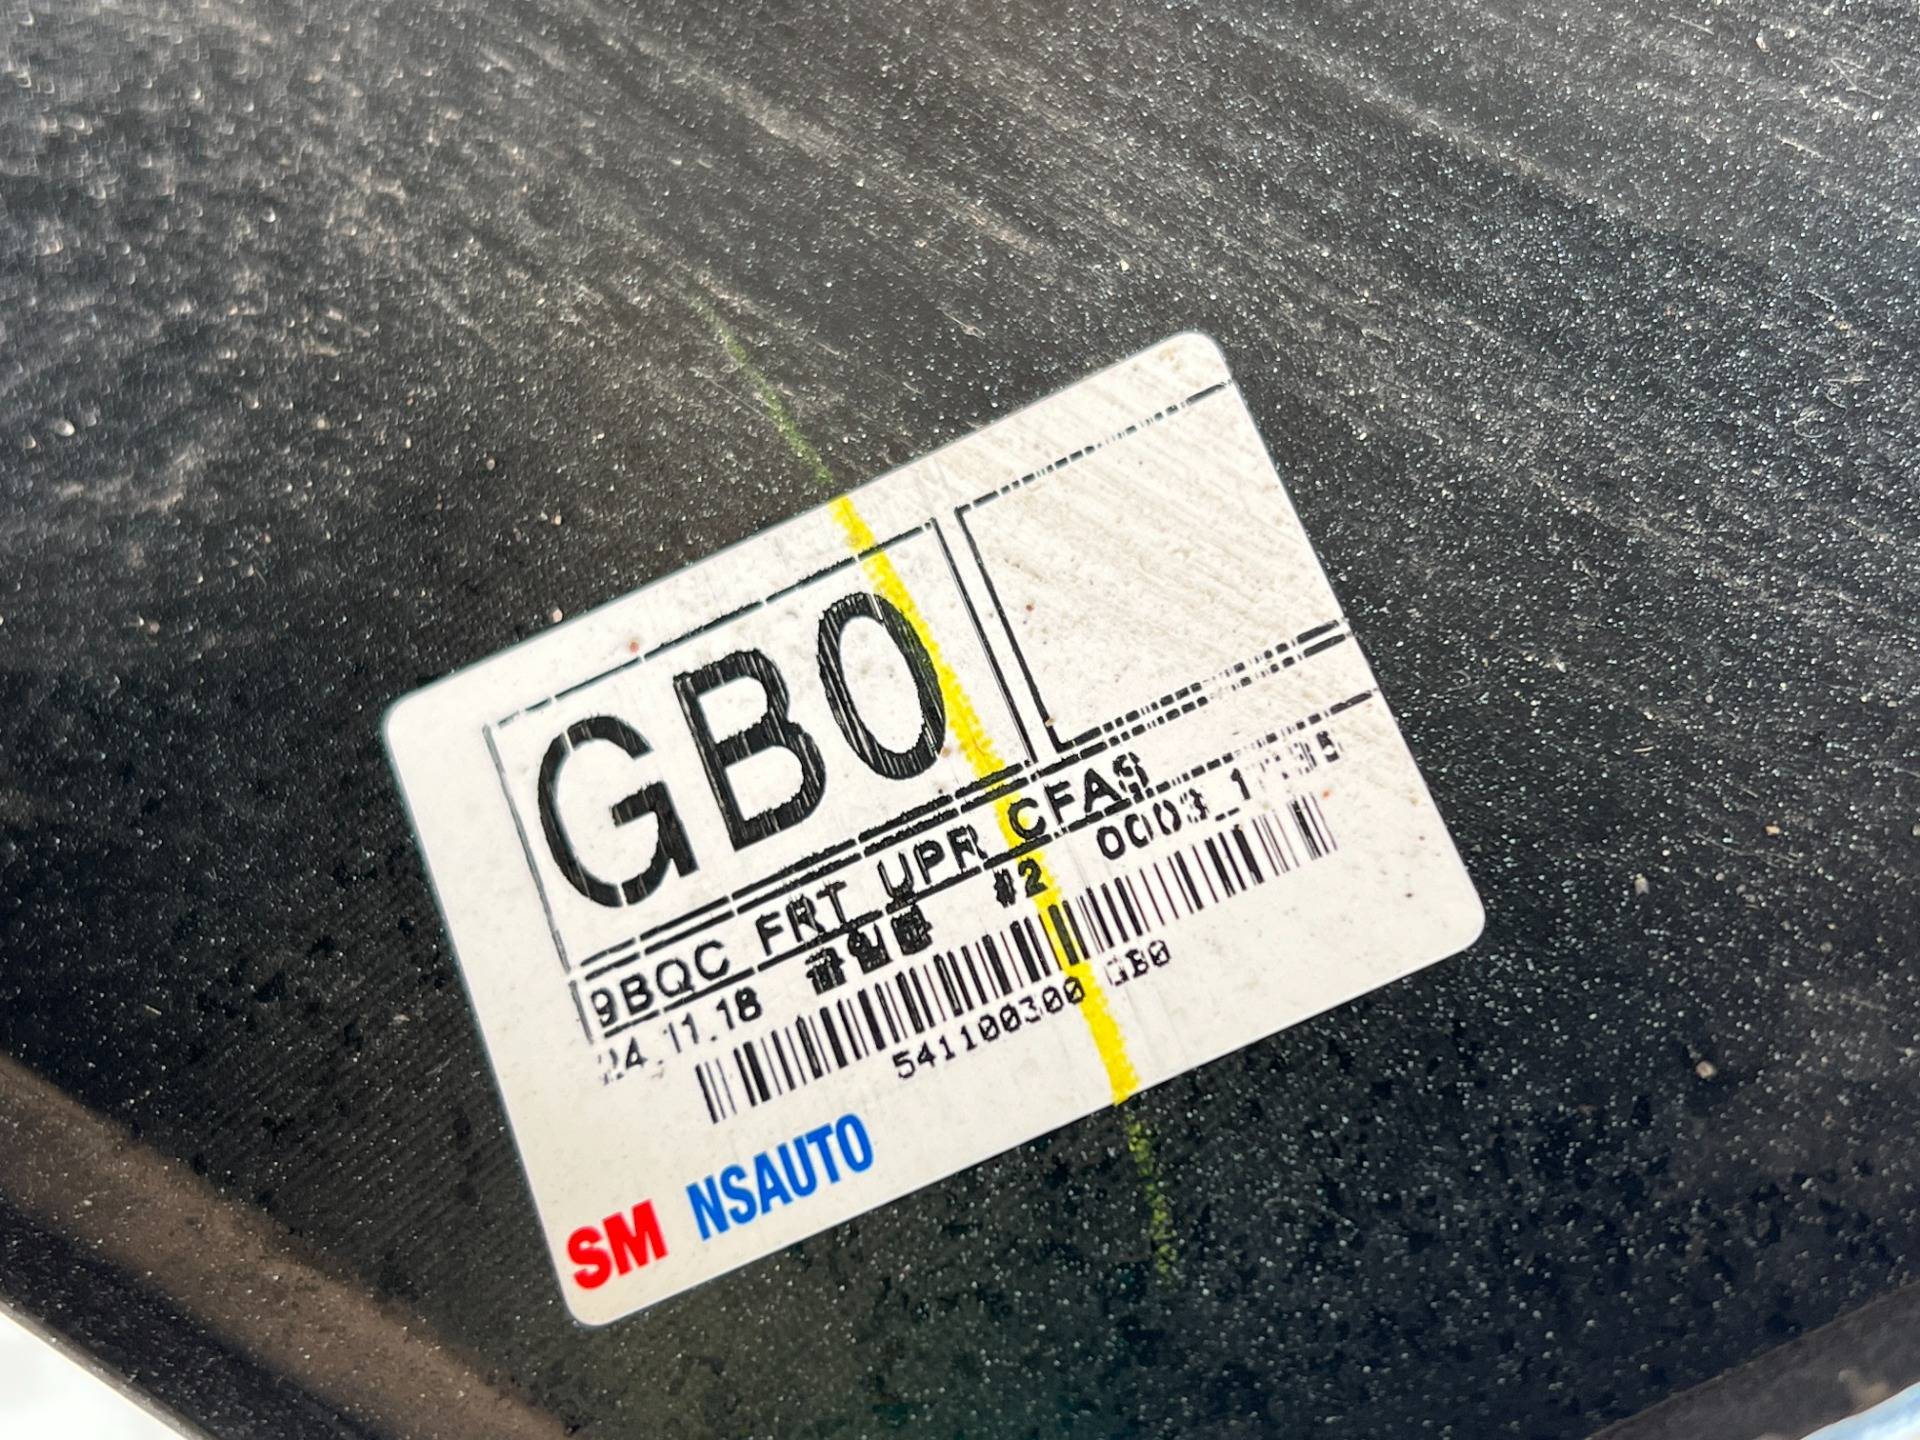 GB0
9BQC FRT UPR CFAS
24.11.18 #2 0003
541100300 GB0
SM NSAUTO